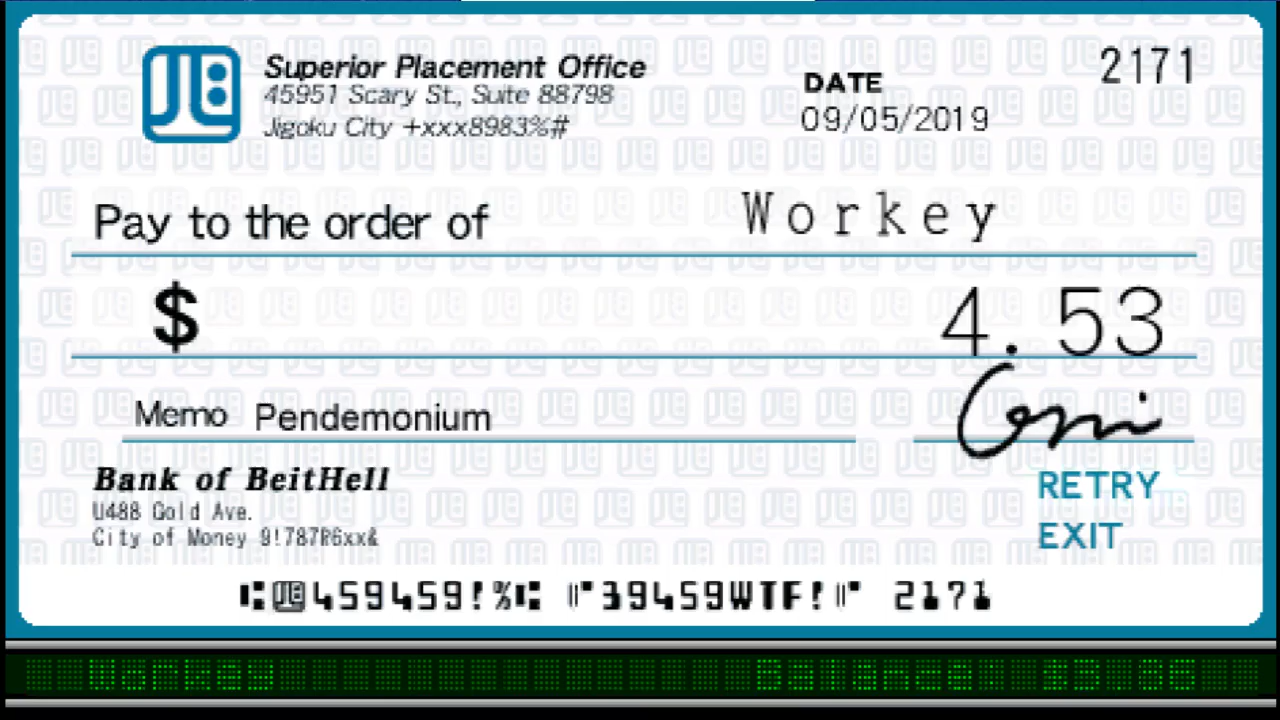 Superior Placement Office
45951 Scary St., Suite 88798
Jigoku City +xxx8983%#
DATE
09/05/2019
2171
Pay to the order of Workey
$ 4.53
Memo Pendemonium
Bank of BeitHell
U488 Gold Ave.
City of Money 9!787R6xx&
RETRY
EXIT
459459!% 39459WTF! 2171
Workey Balance: